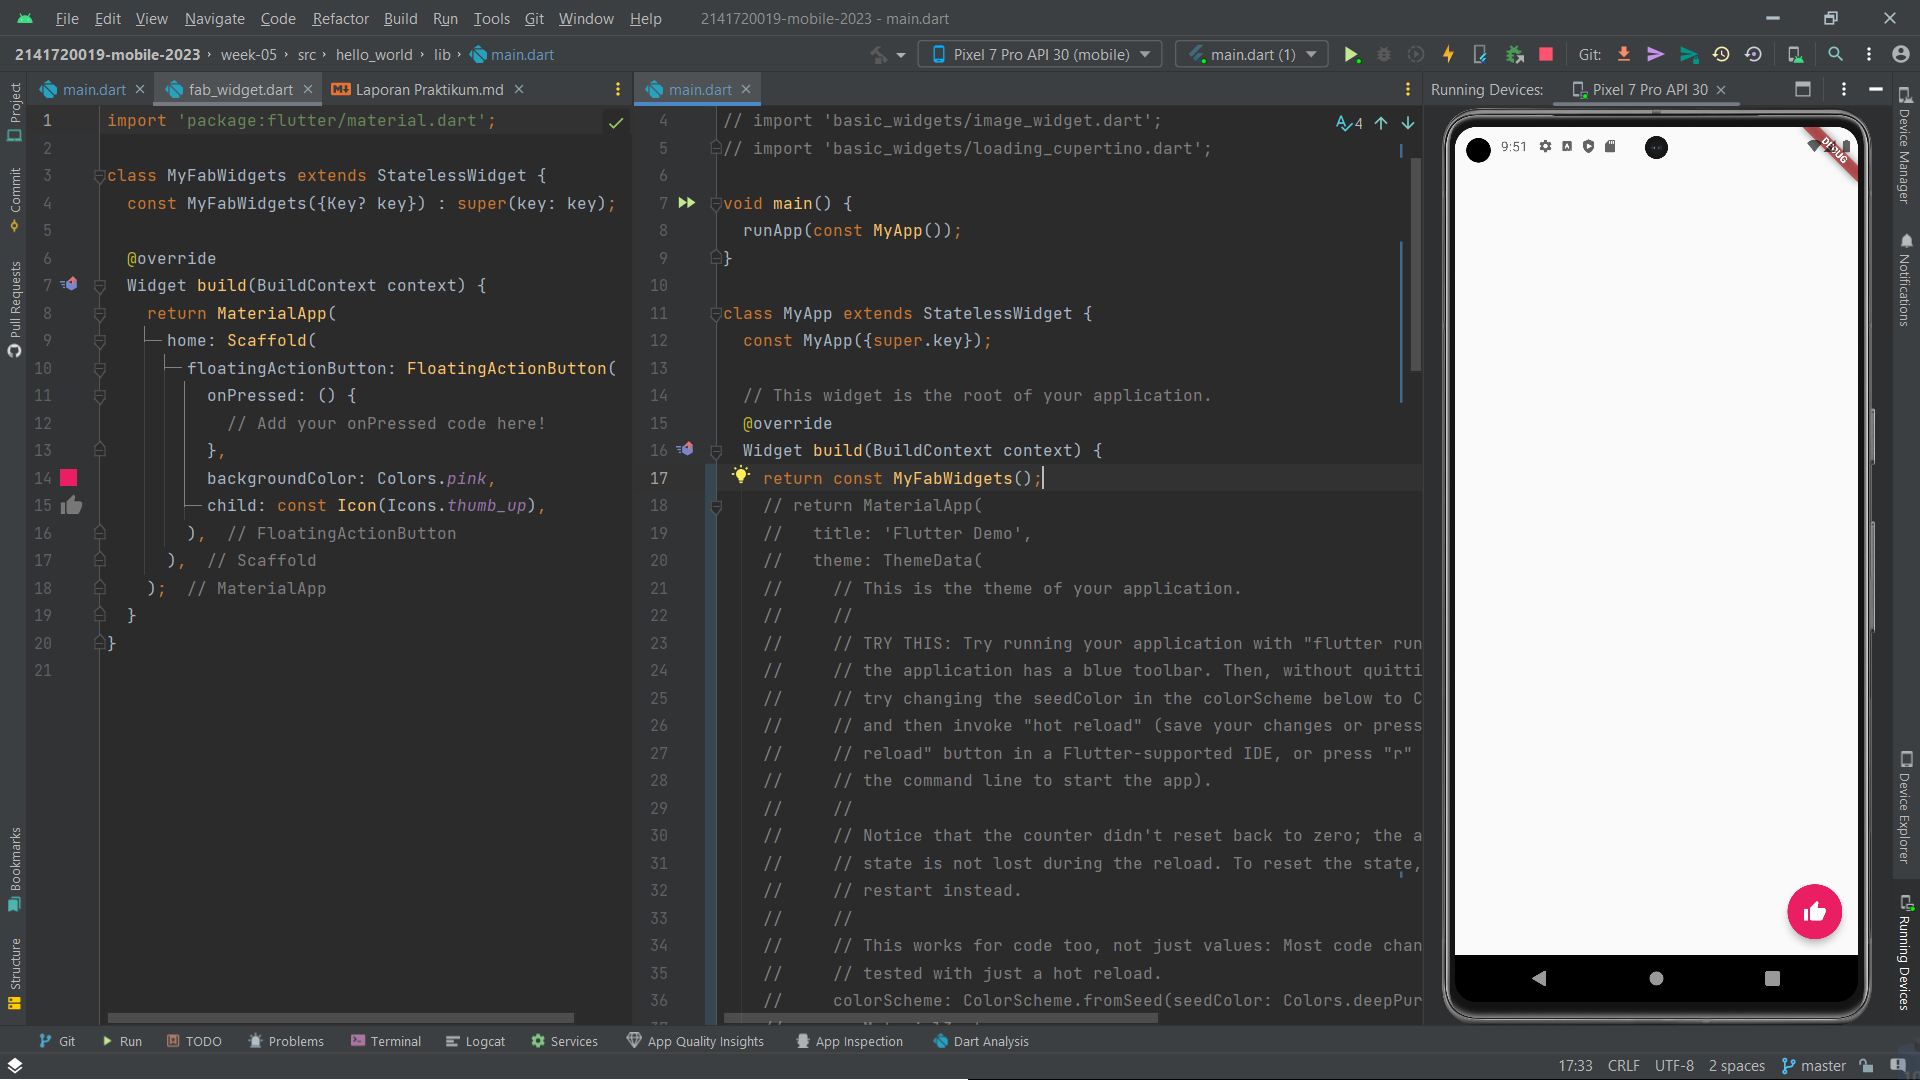 File Edit View Navigate Code Refactor Build Run Tools Git Window Help 2141720019-mobile-2023 - main.dart
2141720019-mobile-2023 week-05 src hello_world lib main.dart Pixel 7 Pro API 30 (mobile) main.dart (1) Git:
main.dart fab_widget.dart Laporan Praktikum.md main.dart Running Devices: Pixel 7 Pro API 30
Project
Commit
Pull Requests
Bookmarks
Structure
1 import 'package:flutter/material.dart';
2
3 class MyFabWidgets extends StatelessWidget {
4 const MyFabWidgets({Key? key}) : super(key: key);
5
6 @override
7 Widget build(BuildContext context) {
8 return MaterialApp(
9 home: Scaffold(
10 floatingActionButton: FloatingActionButton(
11 onPressed: () {
12 // Add your onPressed code here!
13 },
14 backgroundColor: Colors.pink,
15 child: const Icon(Icons.thumb_up),
16 ), // FloatingActionButton
17 ), // Scaffold
18 ); // MaterialApp
19 }
20 }
21
4 // import 'basic_widgets/image_widget.dart';
4
5 // import 'basic_widgets/loading_cupertino.dart';
6
7 void main() {
8 runApp(const MyApp());
9 }
10
11 class MyApp extends StatelessWidget {
12 const MyApp({super.key});
13
14 // This widget is the root of your application.
15 @override
16 Widget build(BuildContext context) {
17 return const MyFabWidgets();
18 // return MaterialApp(
19 // title: 'Flutter Demo',
20 // theme: ThemeData(
21 // // This is the theme of your application.
22 // //
23 // // TRY THIS: Try running your application with "flutter run
24 // // the application has a blue toolbar. Then, without quitti
25 // // try changing the seedColor in the colorScheme below to C
26 // // and then invoke "hot reload" (save your changes or press
27 // // reload" button in a Flutter-supported IDE, or press "r"
28 // // the command line to start the app).
29 // //
30 // // Notice that the counter didn't reset back to zero; the a
31 // // state is not lost during the reload. To reset the state,
32 // // restart instead.
33 // //
34 // // This works for code too, not just values: Most code chan
35 // // tested with just a hot reload.
36 // colorScheme: ColorScheme.fromSeed(seedColor: Colors.deepPur
9:51
DEBUG
Device Manager
Notifications
Device Explorer
Running Devices
Git Run TODO Problems Terminal Logcat Services App Quality Insights App Inspection Dart Analysis
17:33 CRLF UTF-8 2 spaces master